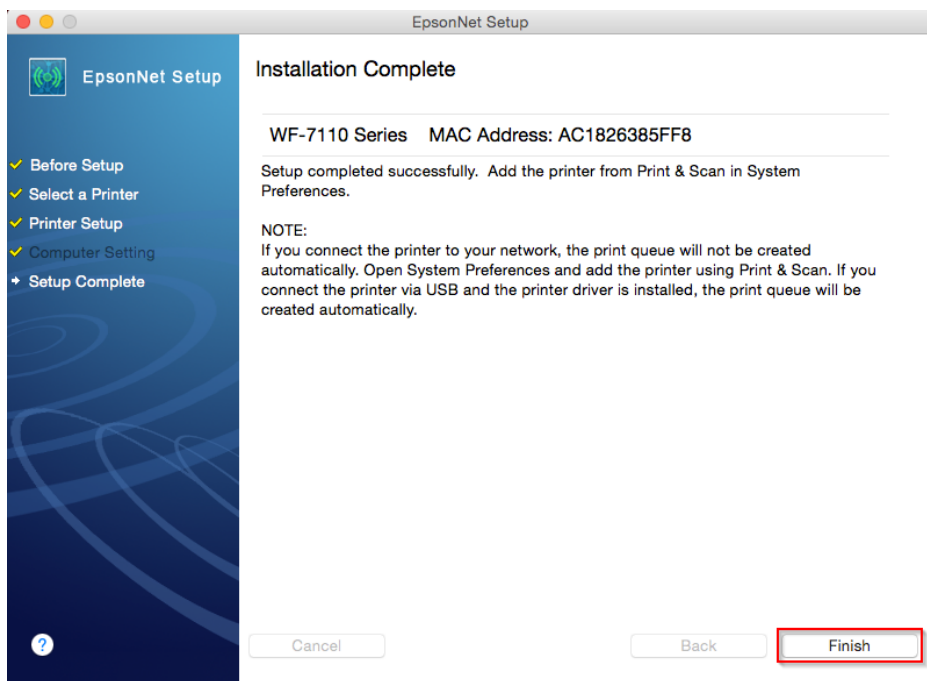 EpsonNet Setup
EpsonNet Setup
Before Setup
Select a Printer
Printer Setup
Computer Setting
Setup Complete
?
Installation Complete
WF-7110 Series MAC Address: AC1826385FF8
Setup completed successfully. Add the printer from Print & Scan in System
Preferences.
NOTE:
If you connect the printer to your network, the print queue will not be created
automatically. Open System Preferences and add the printer using Print & Scan. If you
connect the printer via USB and the printer driver is installed, the print queue will be
created automatically.
Cancel
Back
Finish